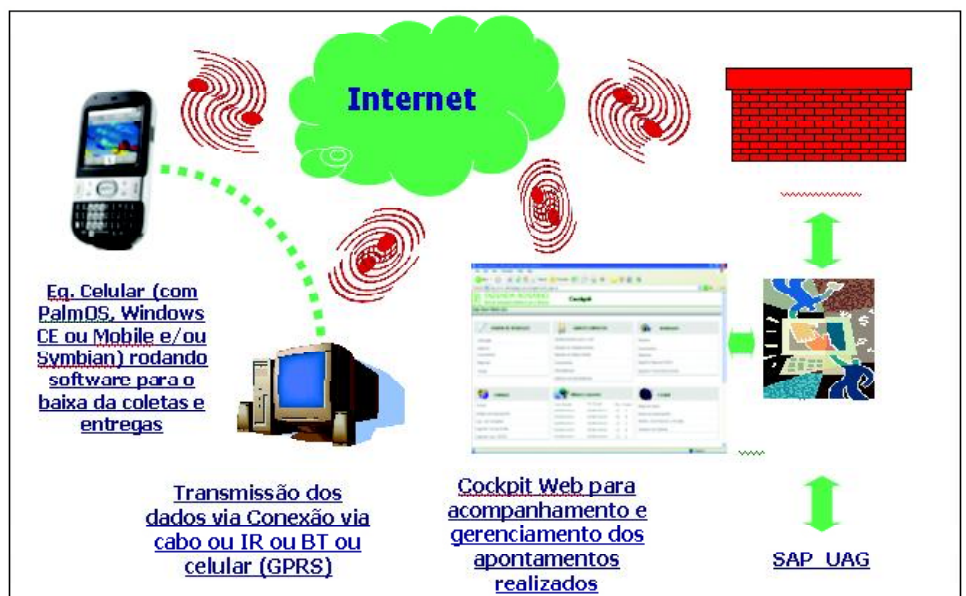 Internet
Eq. Celular (com
PalmOS, Windows
CE ou Mobile e/ou
Symbian) rodando
software para o
baixa da coletas e
entregas
Transmissão dos
dados via Conexão via
cabo ou IR ou BT ou
celular (GPRS)
Cockpit
Cockpit Web para
acompanhamento e
gerenciamento dos
apontamentos
realizados
SAP UAG